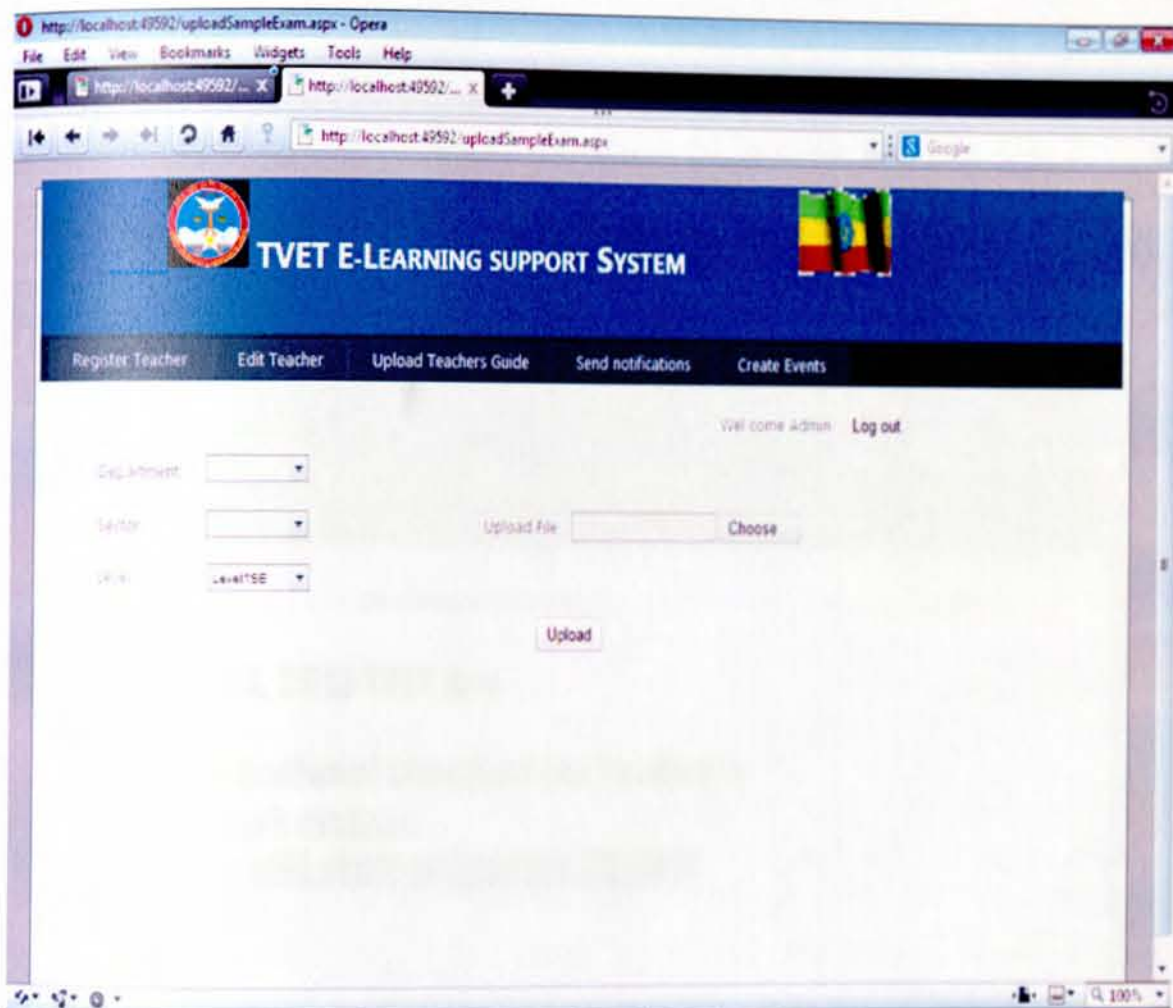 http://localhost:49592/uploadSampleExam.aspx - Opera
File Edit View Bookmarks Widgets Tools Help
http://localhost:49592/... X http://localhost:49592/... X
http://localhost:49592/uploadSampleExam.aspx Google
TVET E-LEARNING SUPPORT SYSTEM
Register Teacher Edit Teacher Upload Teachers Guide Send notifications Create Events
Wel come Admin Log out
Department
Sector Upload File Choose
Level
Upload
100%